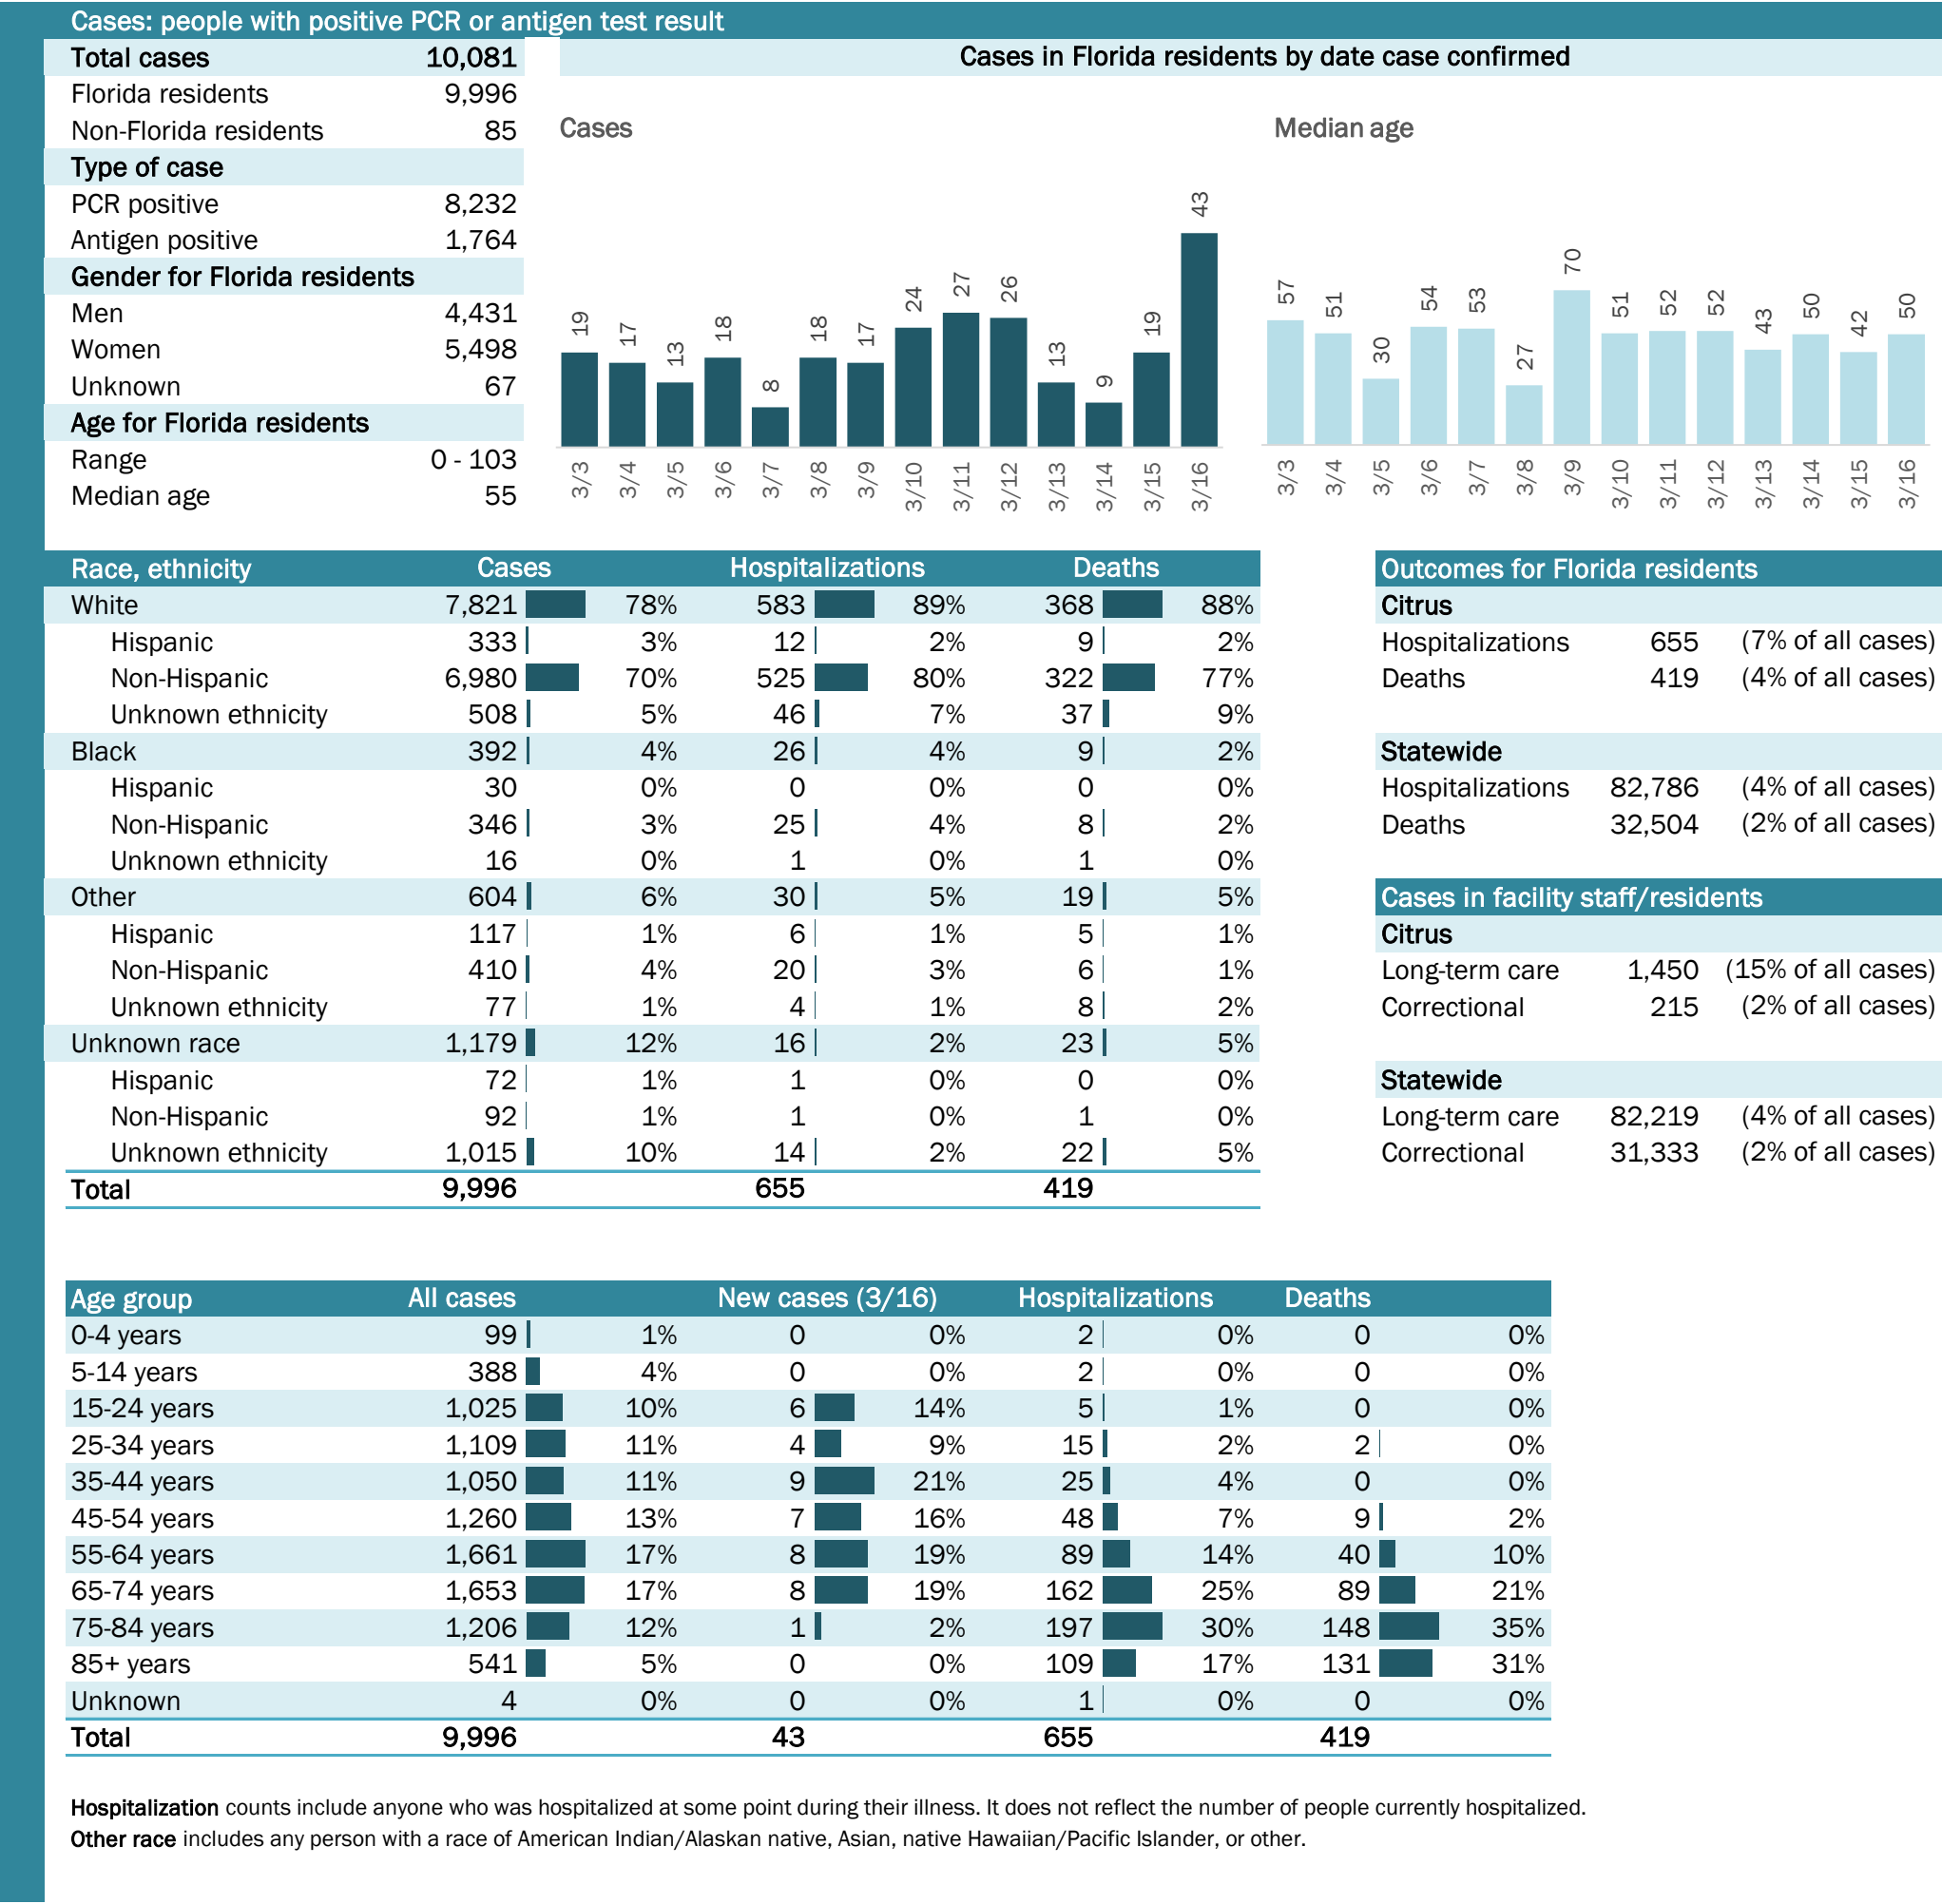 Cases: people with positive PCR or antigen test result
Total cases 10,081
Florida residents 9,996
Non-Florida residents 85
Type of case
PCR positive 8,232
Antigen positive 1,764
Gender for Florida residents
Men 4,431
Women 5,498
Unknown 67
Age for Florida residents
Range 0 - 103
Median age 55
Cases in Florida residents by date case confirmed
Cases
19 17 13 18 8 18 17 24 27 26 13 9 19 43
3/3 3/4 3/5 3/6 3/7 3/8 3/9 3/10 3/11 3/12 3/13 3/14 3/15 3/16
Median age
57 51 30 54 53 27 70 51 52 52 43 50 42 50
3/3 3/4 3/5 3/6 3/7 3/8 3/9 3/10 3/11 3/12 3/13 3/14 3/15 3/16
Race, ethnicity Cases Hospitalizations Deaths
White 7,821 78% 583 89% 368 88%
Hispanic 333 3% 12 2% 9 2%
Non-Hispanic 6,980 70% 525 80% 322 77%
Unknown ethnicity 508 5% 46 7% 37 9%
Black 392 4% 26 4% 9 2%
Hispanic 30 0% 0 0% 0 0%
Non-Hispanic 346 3% 25 4% 8 2%
Unknown ethnicity 16 0% 1 0% 1 0%
Other 604 6% 30 5% 19 5%
Hispanic 117 1% 6 1% 5 1%
Non-Hispanic 410 4% 20 3% 6 1%
Unknown ethnicity 77 1% 4 1% 8 2%
Unknown race 1,179 12% 16 2% 23 5%
Hispanic 72 1% 1 0% 0 0%
Non-Hispanic 92 1% 1 0% 1 0%
Unknown ethnicity 1,015 10% 14 2% 22 5%
Total 9,996 655 419
Outcomes for Florida residents
Citrus
Hospitalizations 655 (7% of all cases)
Deaths 419 (4% of all cases)
Statewide
Hospitalizations 82,786 (4% of all cases)
Deaths 32,504 (2% of all cases)
Cases in facility staff/residents
Citrus
Long-term care 1,450 (15% of all cases)
Correctional 215 (2% of all cases)
Statewide
Long-term care 82,219 (4% of all cases)
Correctional 31,333 (2% of all cases)
Age group All cases New cases (3/16) Hospitalizations Deaths
0-4 years 99 1% 0 0% 2 0% 0 0%
5-14 years 388 4% 0 0% 2 0% 0 0%
15-24 years 1,025 10% 6 14% 5 1% 0 0%
25-34 years 1,109 11% 4 9% 15 2% 2 0%
35-44 years 1,050 11% 9 21% 25 4% 0 0%
45-54 years 1,260 13% 7 16% 48 7% 9 2%
55-64 years 1,661 17% 8 19% 89 14% 40 10%
65-74 years 1,653 17% 8 19% 162 25% 89 21%
75-84 years 1,206 12% 1 2% 197 30% 148 35%
85+ years 541 5% 0 0% 109 17% 131 31%
Unknown 4 0% 0 0% 1 0% 0 0%
Total 9,996 43 655 419
Hospitalization counts include anyone who was hospitalized at some point during their illness. It does not reflect the number of people currently hospitalized.
Other race includes any person with a race of American Indian/Alaskan native, Asian, native Hawaiian/Pacific Islander, or other.